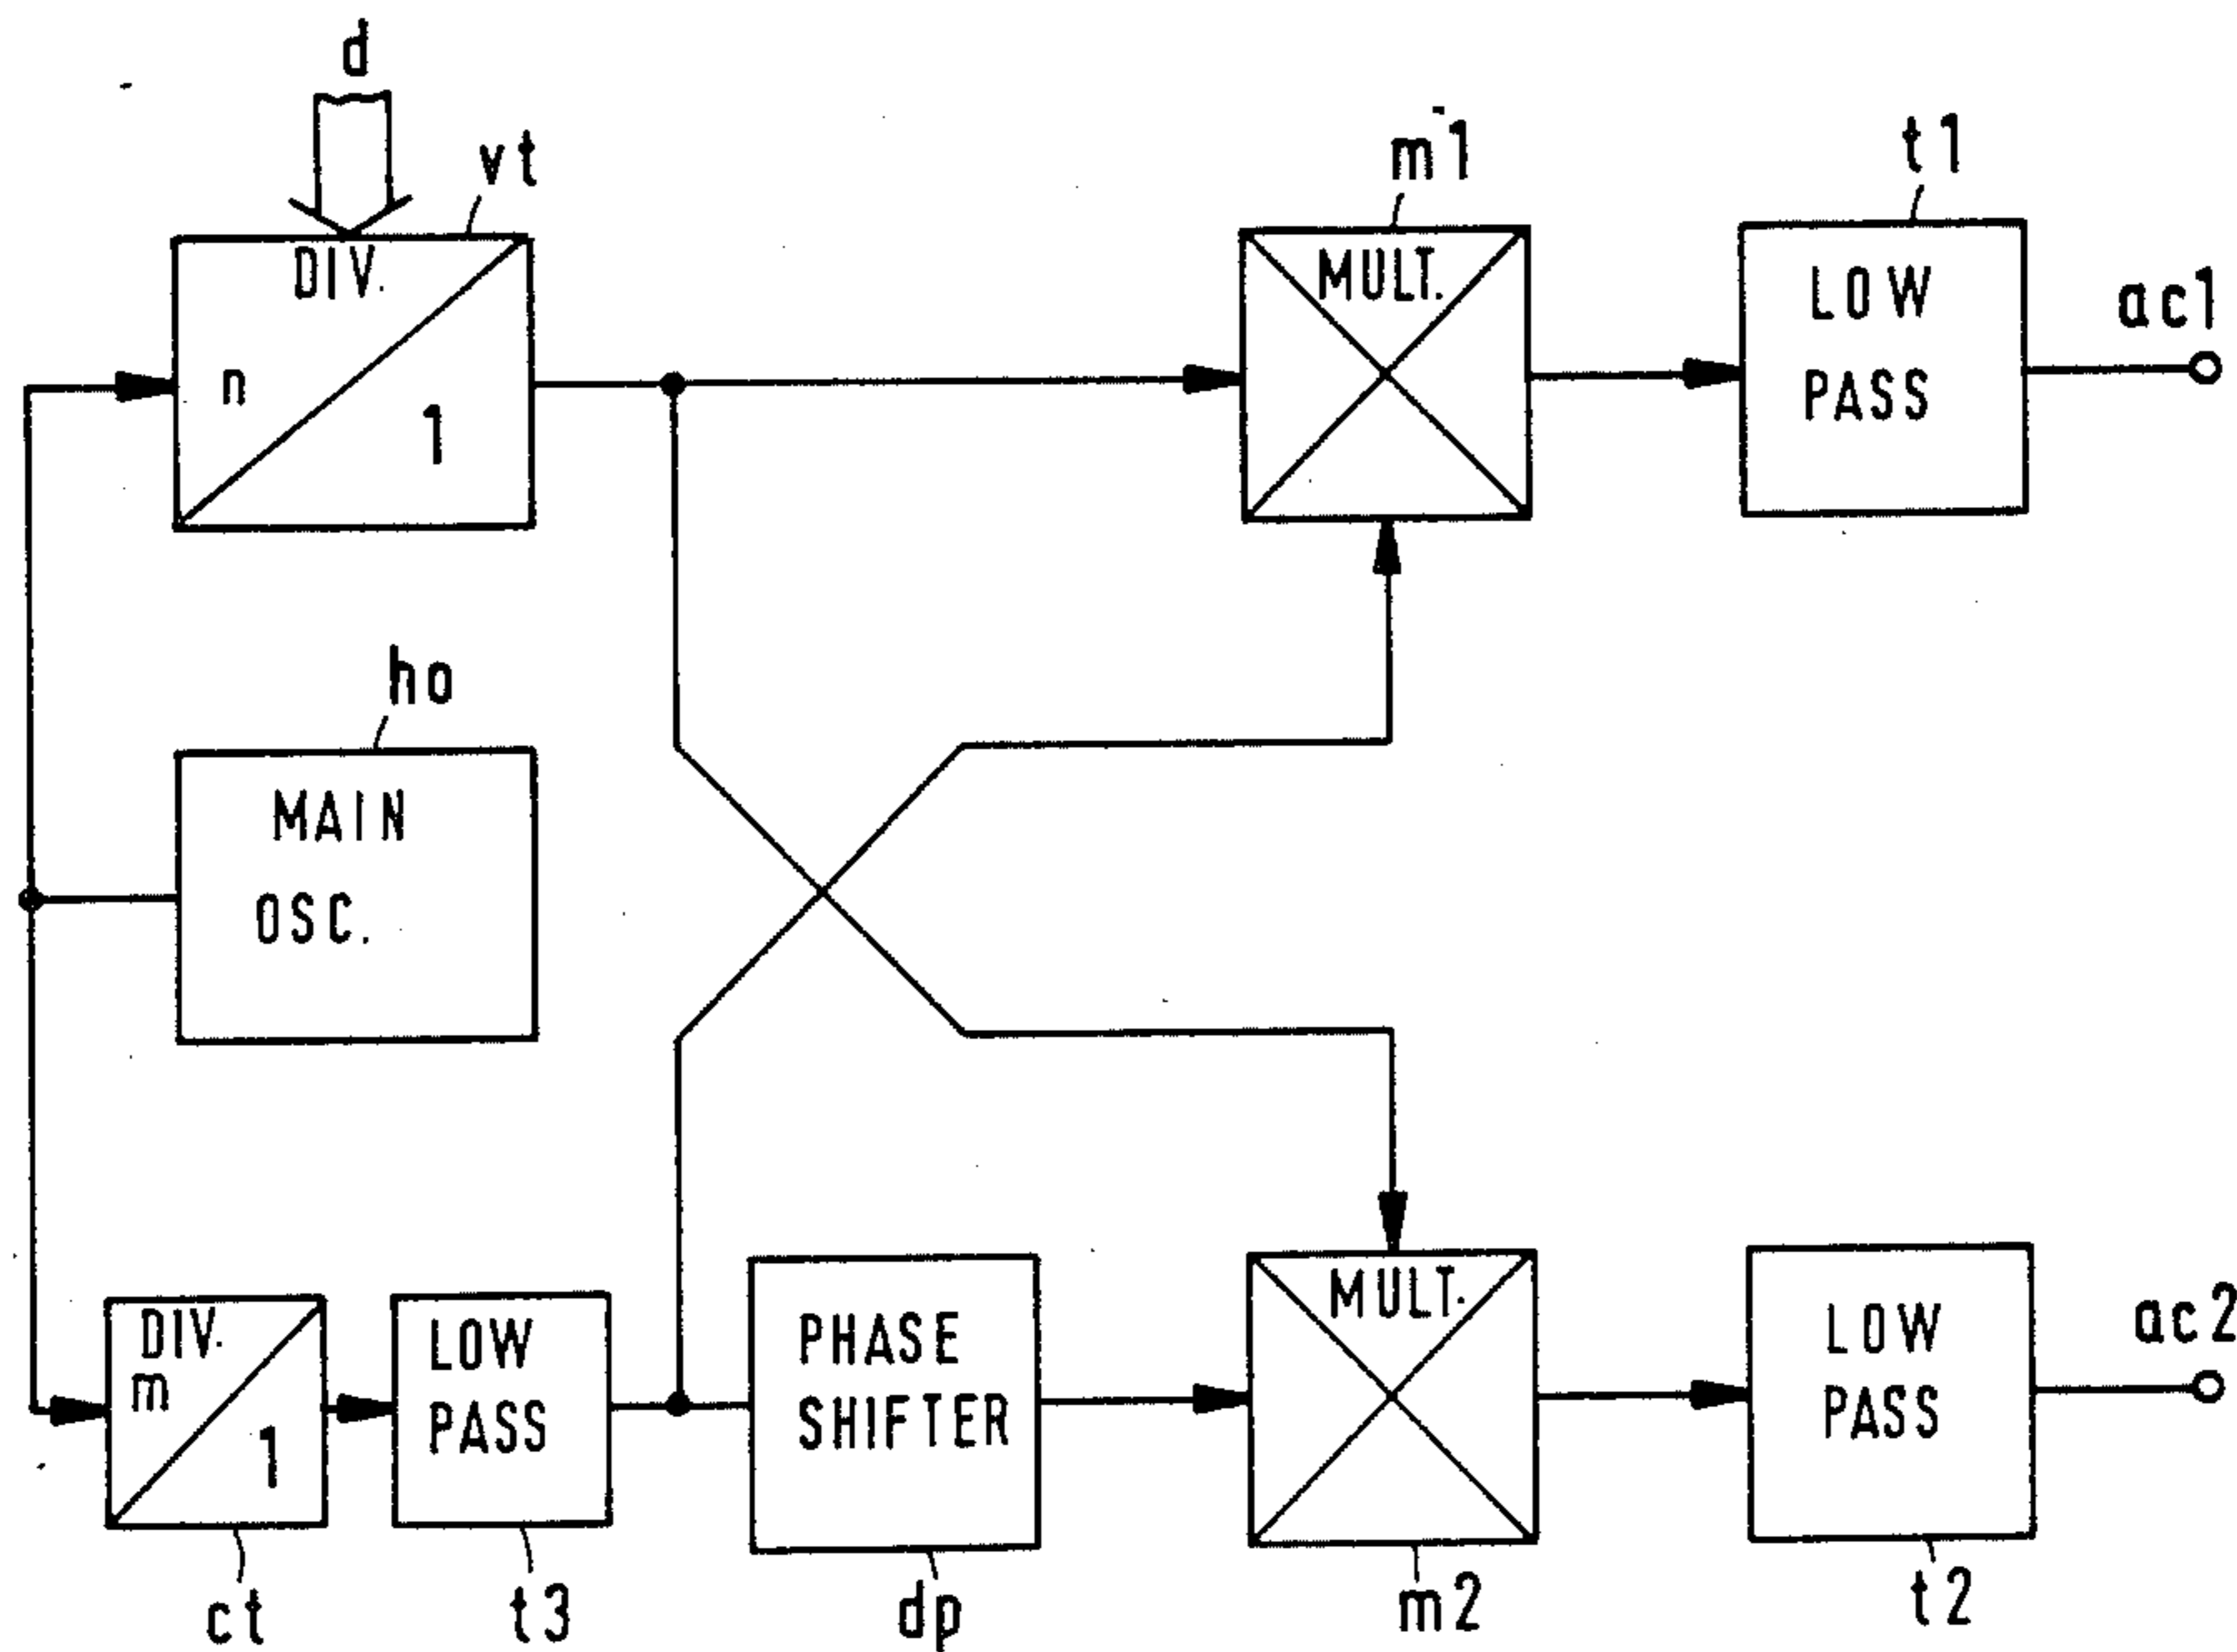 d
vt
DIV.
n
1
m1
MULT.
t1
LOW
PASS
ac1
ho
MAIN
OSC.
DIV.
m
1
ct
LOW
PASS
t3
PHASE
SHIFTER
dp
MULT.
m2
LOW
PASS
t2
ac2